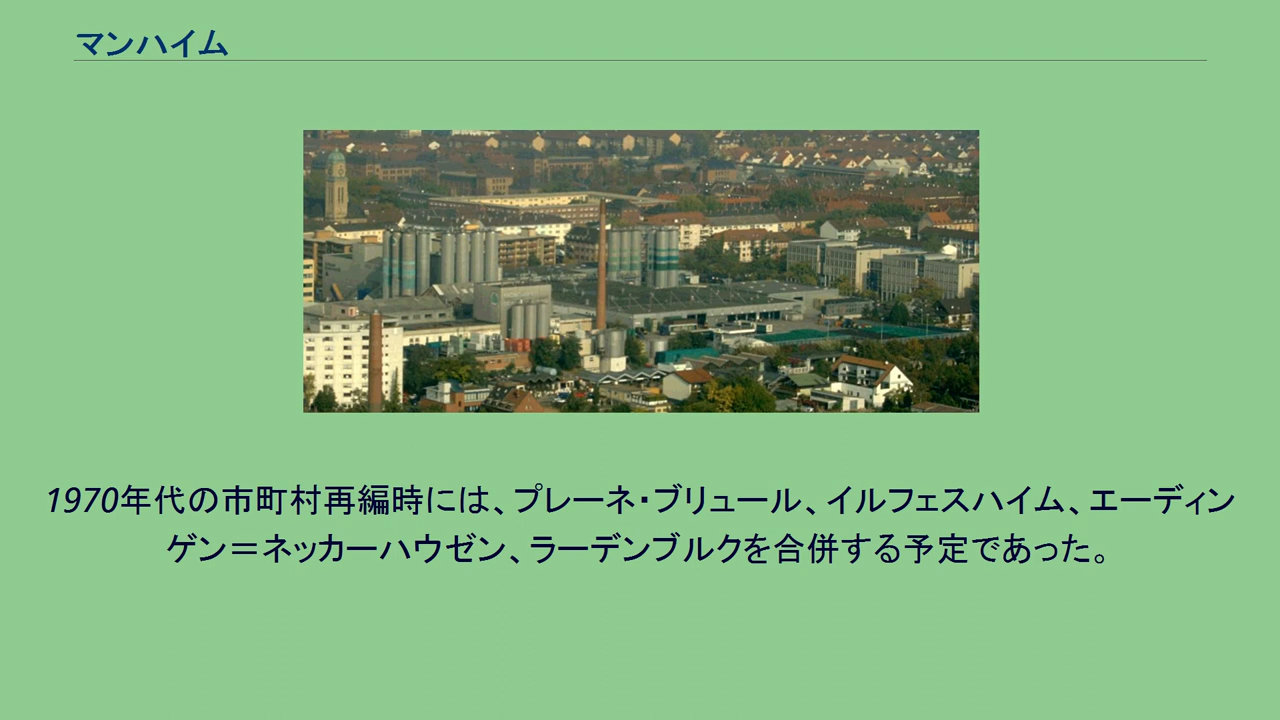 マンハイム
1970年代の市町村再編時には、プレーネ・ブリュール、イルフェスハイム、エーディン
ゲン＝ネッカーハウゼン、ラーデンブルクを合併する予定であった。